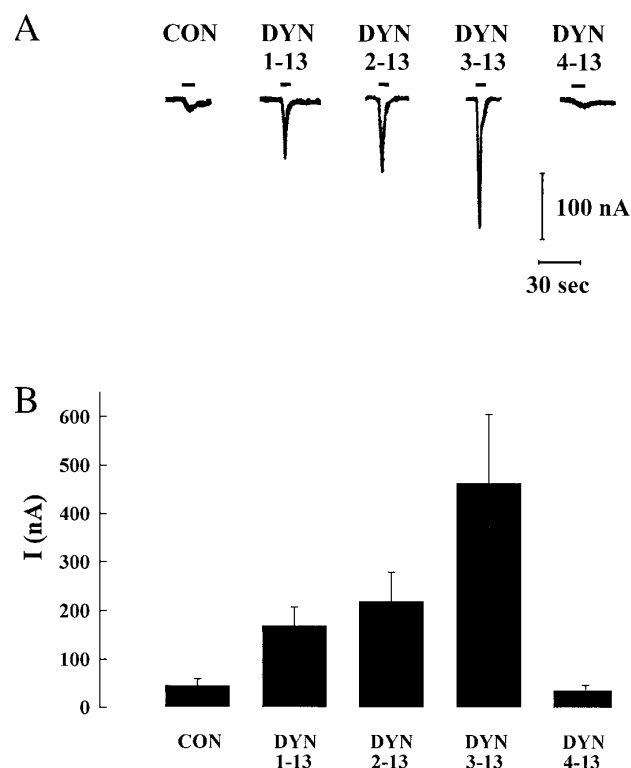 A
CON DYN DYN DYN DYN
1-13 2-13 3-13 4-13
100 nA
30 sec
B
I (nA)
600
500
400
300
200
100
0
CON DYN DYN DYN DYN
1-13 2-13 3-13 4-13